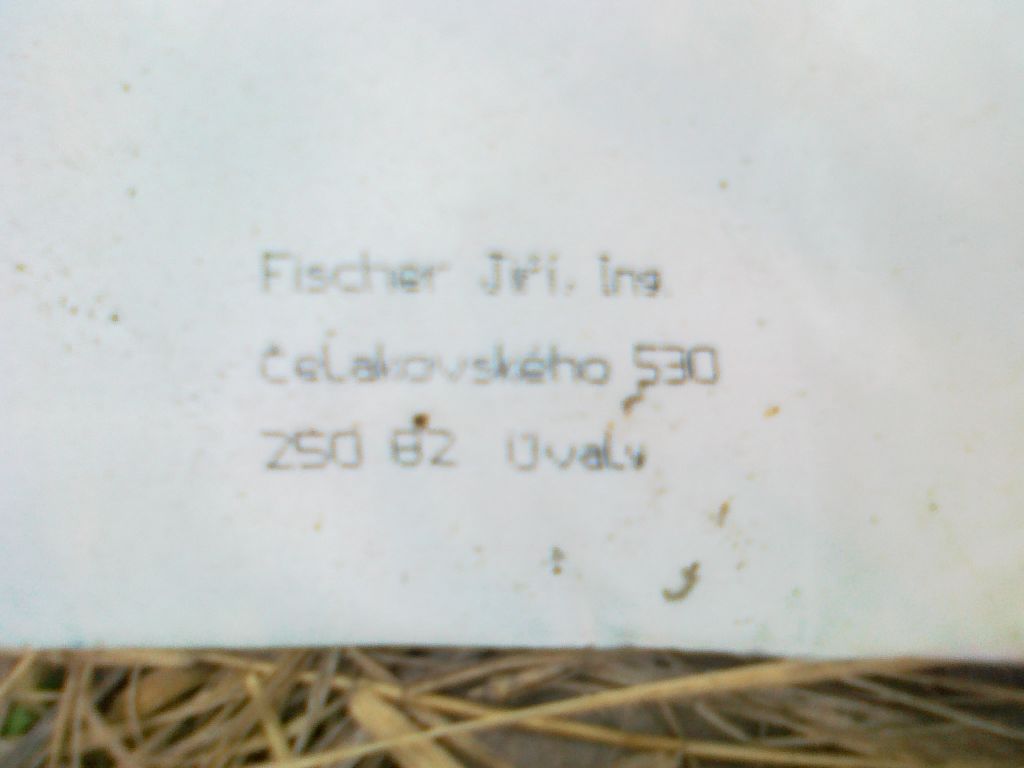 Fischer Jiří, Ing.
Čelakovského 530
250 82 Úvaly